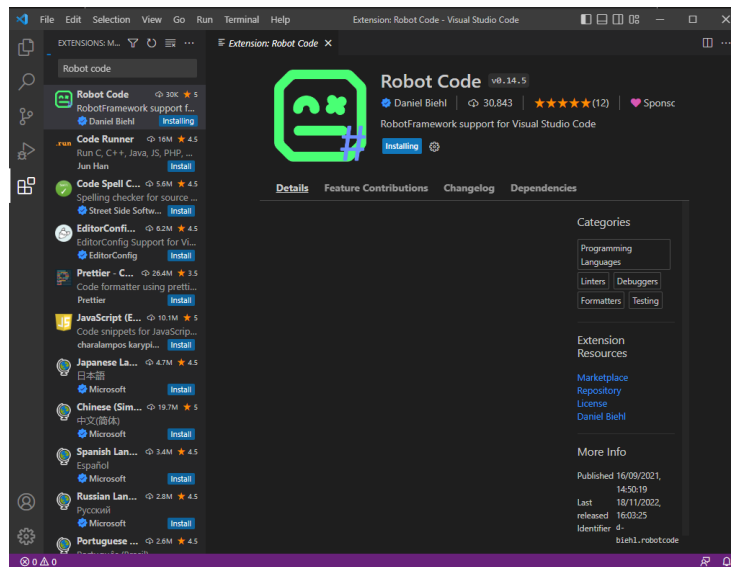 File Edit Selection View Go Run Terminal Help
Extension: Robot Code - Visual Studio Code
EXTENSIONS: M...
Extension: Robot Code
Robot code
Robot Code 30K 5
RobotFramework support f...
Daniel Biehl Installing
Code Runner 16M 4.5
Run C, C++, Java, JS, PHP, ...
Jun Han Install
Code Spell C... 5.6M 4.5
Spelling checker for source ...
Street Side Softw... Install
EditorConfi... 6.2M 4.5
EditorConfig Support for Vi...
EditorConfig Install
Prettier - C... 26.4M 3.5
Code formatter using pretti...
Prettier Install
JavaScript (E... 10.1M 5
Code snippets for JavaScrip...
charalampos karypi... Install
Japanese La... 4.7M 4.5
日本語
Microsoft Install
Chinese (Sim... 19.7M 5
中文(简体)
Microsoft Install
Spanish Lan... 3.4M 4.5
Español
Microsoft Install
Russian Lan... 2.8M 4.5
Русский
Microsoft Install
Portuguese ... 2.6M 4.5
Robot Code v0.14.5
Daniel Biehl 30,843 (12) Sponsc
RobotFramework support for Visual Studio Code
Installing
Details Feature Contributions Changelog Dependencies
Categories
Programming
Languages
Linters Debuggers
Formatters Testing
Extension
Resources
Marketplace
Repository
License
Daniel Biehl
More Info
Published 16/09/2021,
14:50:19
Last 18/11/2022,
released 16:03:25
Identifier d-
biehl.robotcode
0 0